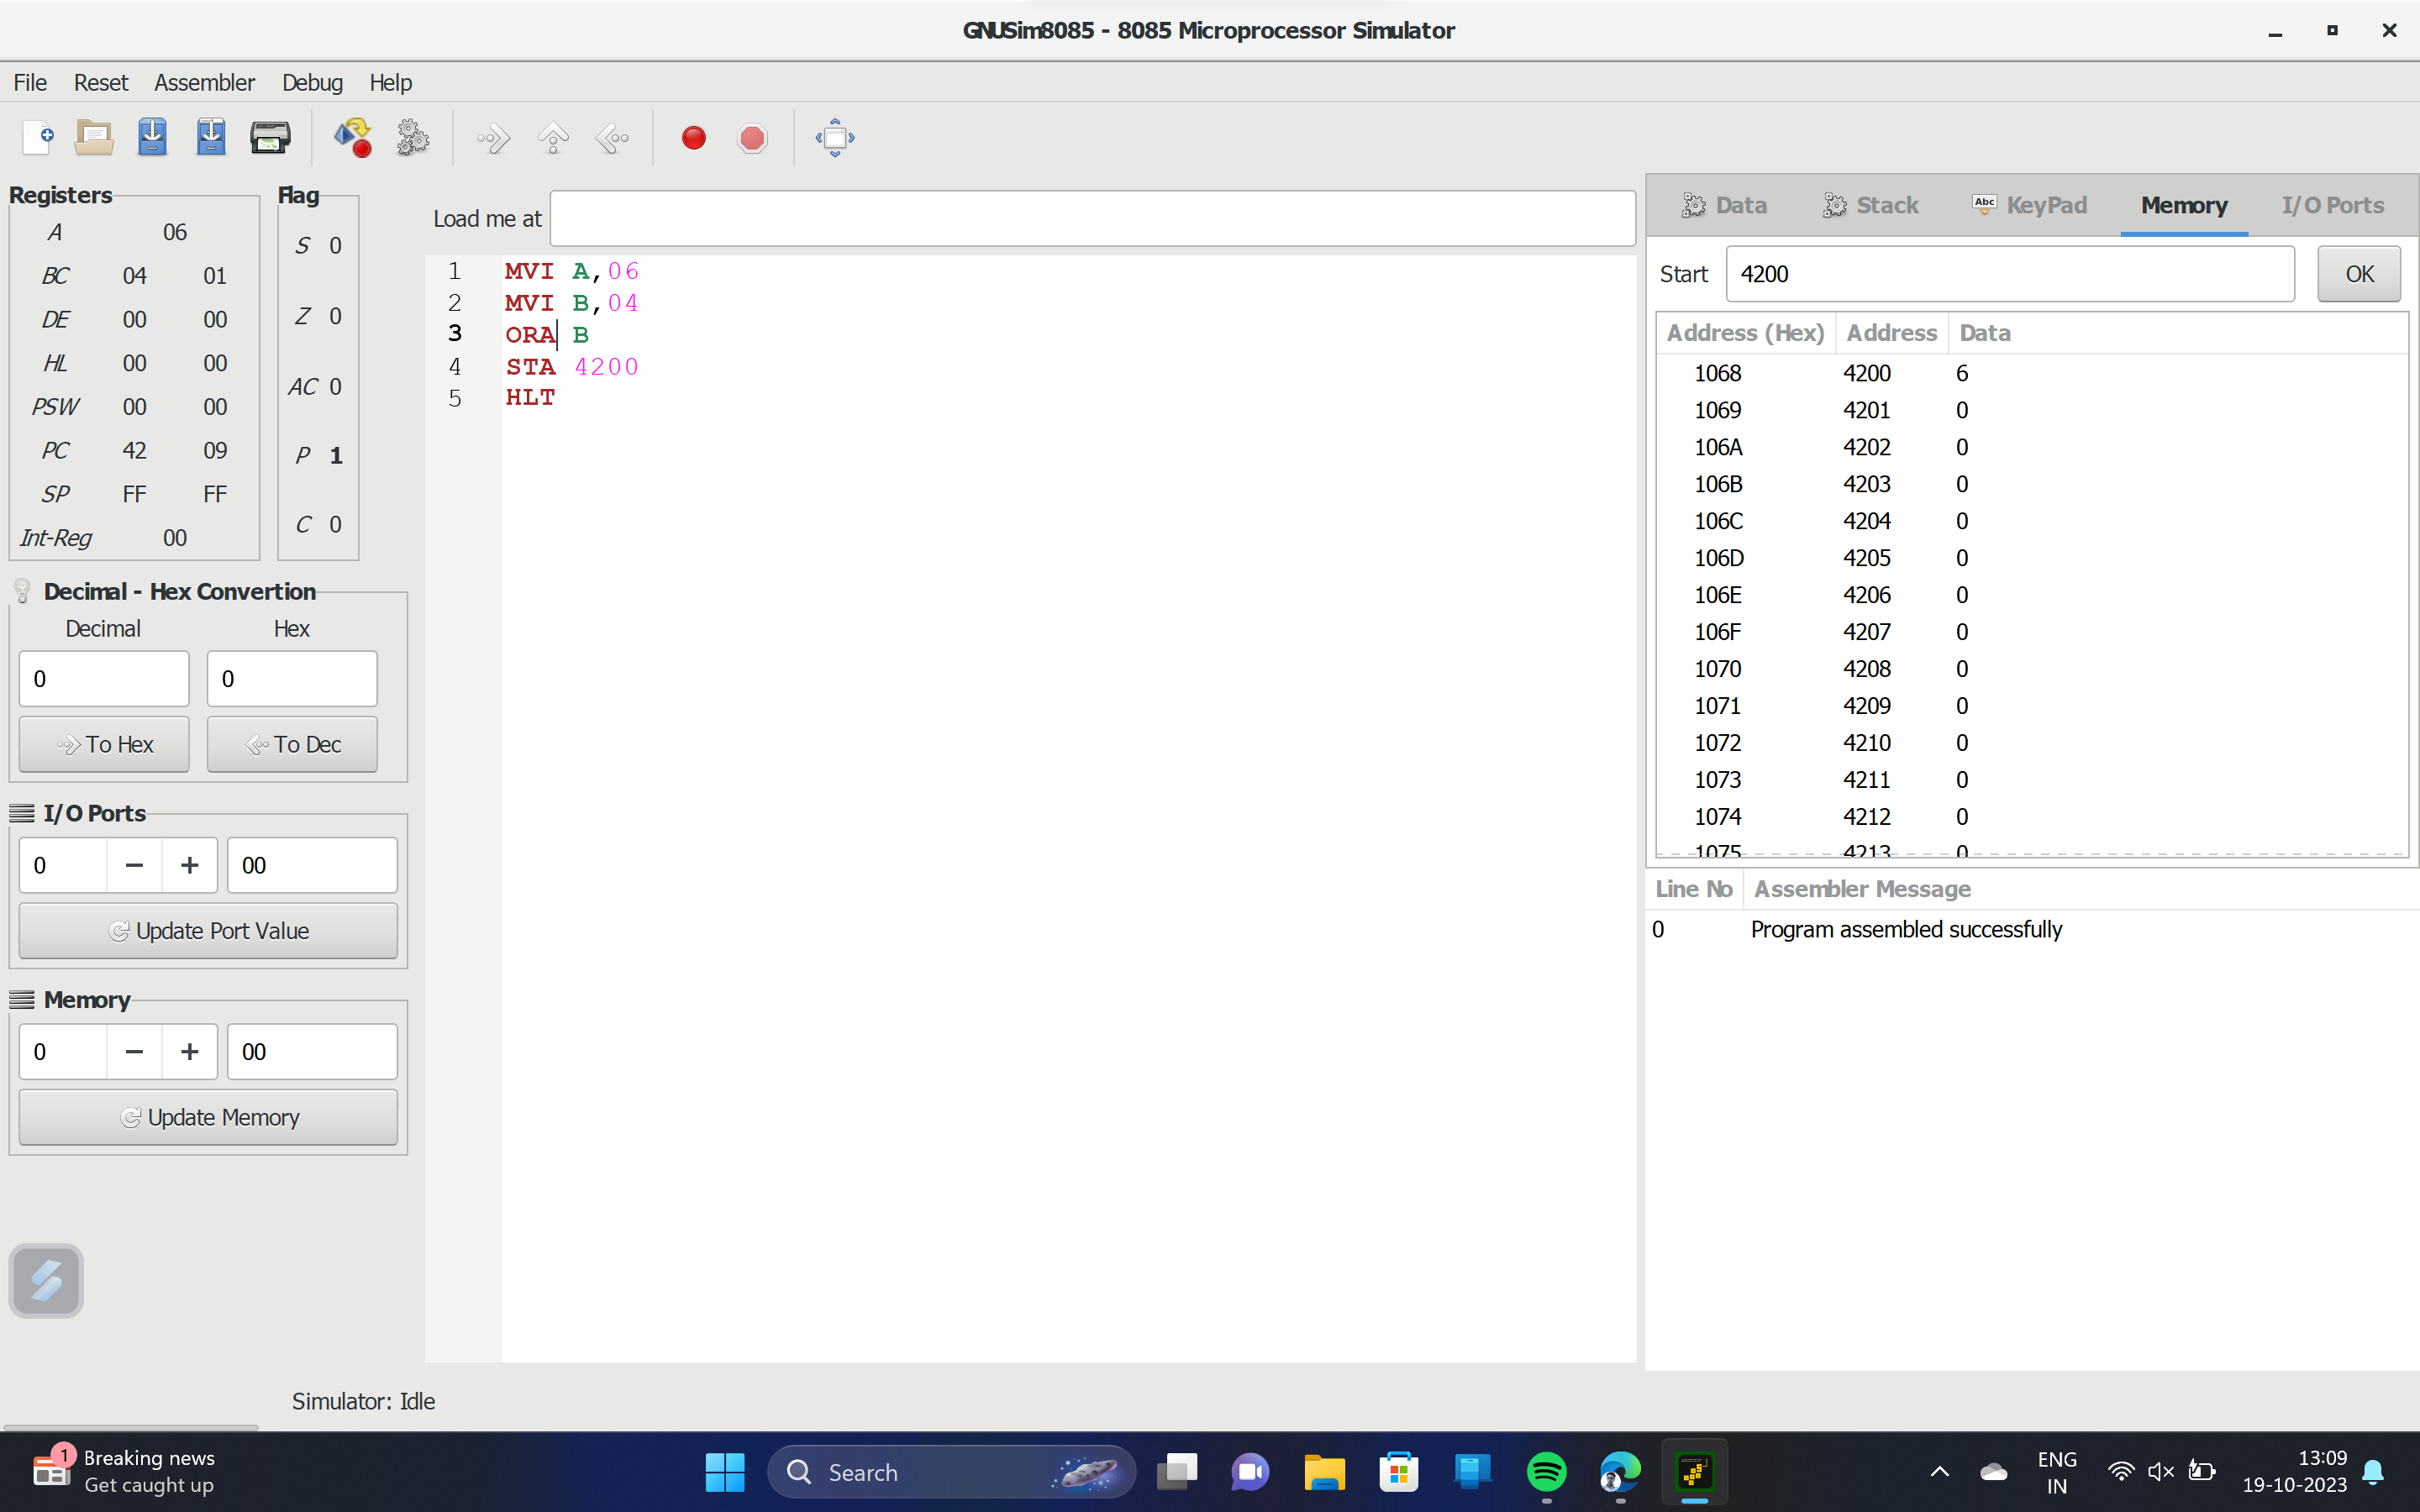 GNUSim8085 - 8085 Microprocessor Simulator
File Reset Assembler Debug Help
Registers
A 06
BC 04 01
DE 00 00
HL 00 00
PSW 00 00
PC 42 09
SP FF FF
Int-Reg 00
Flag
S 0
Z 0
AC 0
P 1
C 0
Decimal - Hex Convertion
Decimal Hex
0 0
To Hex To Dec
I/O Ports
0 − + 00
Update Port Value
Memory
0 − + 00
Update Memory
Load me at
1 MVI A,06
2 MVI B,04
3 ORA B
4 STA 4200
5 HLT
Data Stack Abc KeyPad Memory I/O Ports
Start 4200 OK
Address (Hex) Address Data
1068 4200 6
1069 4201 0
106A 4202 0
106B 4203 0
106C 4204 0
106D 4205 0
106E 4206 0
106F 4207 0
1070 4208 0
1071 4209 0
1072 4210 0
1073 4211 0
1074 4212 0
1075 4213 0
Line No Assembler Message
0 Program assembled successfully
Simulator: Idle
1 Breaking news
Get caught up
Search
ENG
IN
13:09
19-10-2023